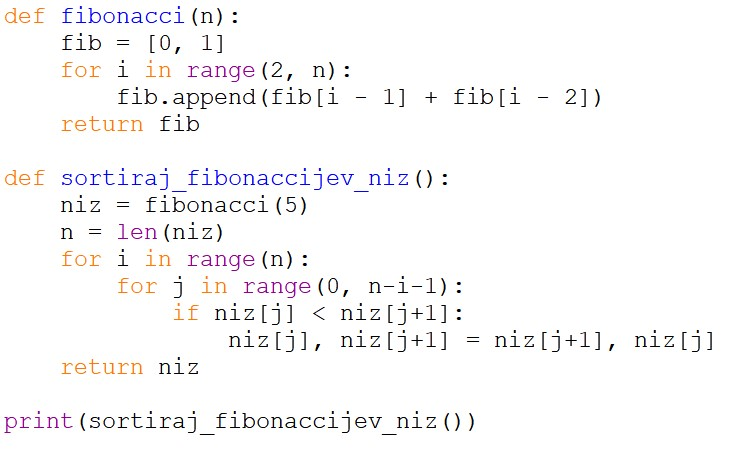 def fibonacci(n):
    fib = [0, 1]
    for i in range(2, n):
        fib.append(fib[i - 1] + fib[i - 2])
    return fib

def sortiraj_fibonaccijev_niz():
    niz = fibonacci(5)
    n = len(niz)
    for i in range(n):
        for j in range(0, n-i-1):
            if niz[j] < niz[j+1]:
                niz[j], niz[j+1] = niz[j+1], niz[j]
    return niz

print(sortiraj_fibonaccijev_niz())